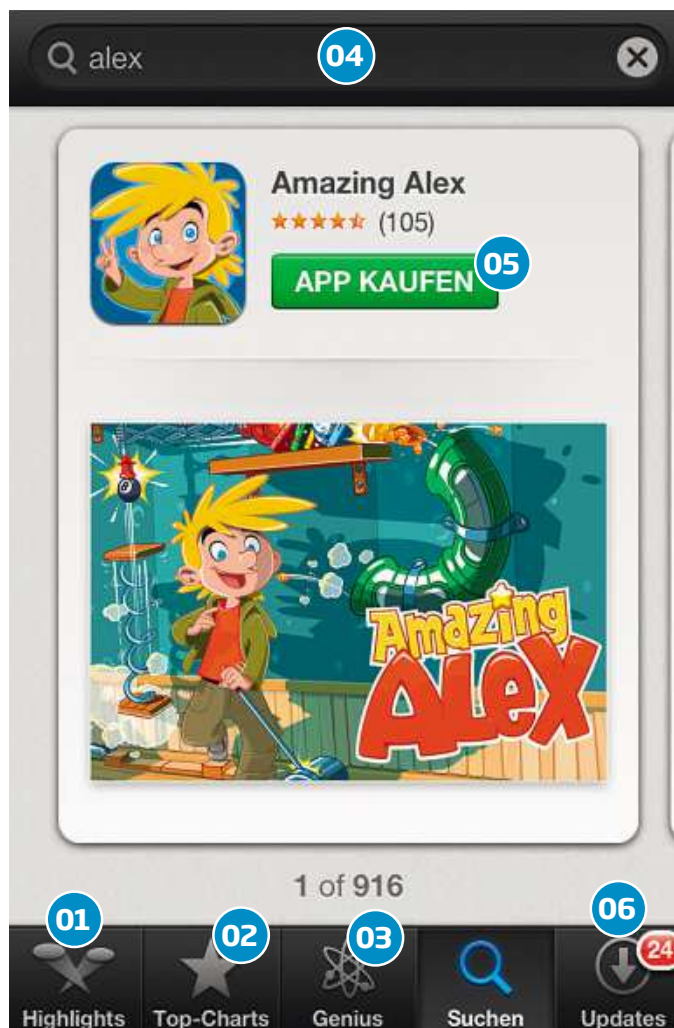 alex
04
Amazing Alex
(105)
APP KAUFEN
05
8
Amazing
ALEX
1 of 916
01
02
03
06
24
Highlights
Top-Charts
Genius
Suchen
Updates